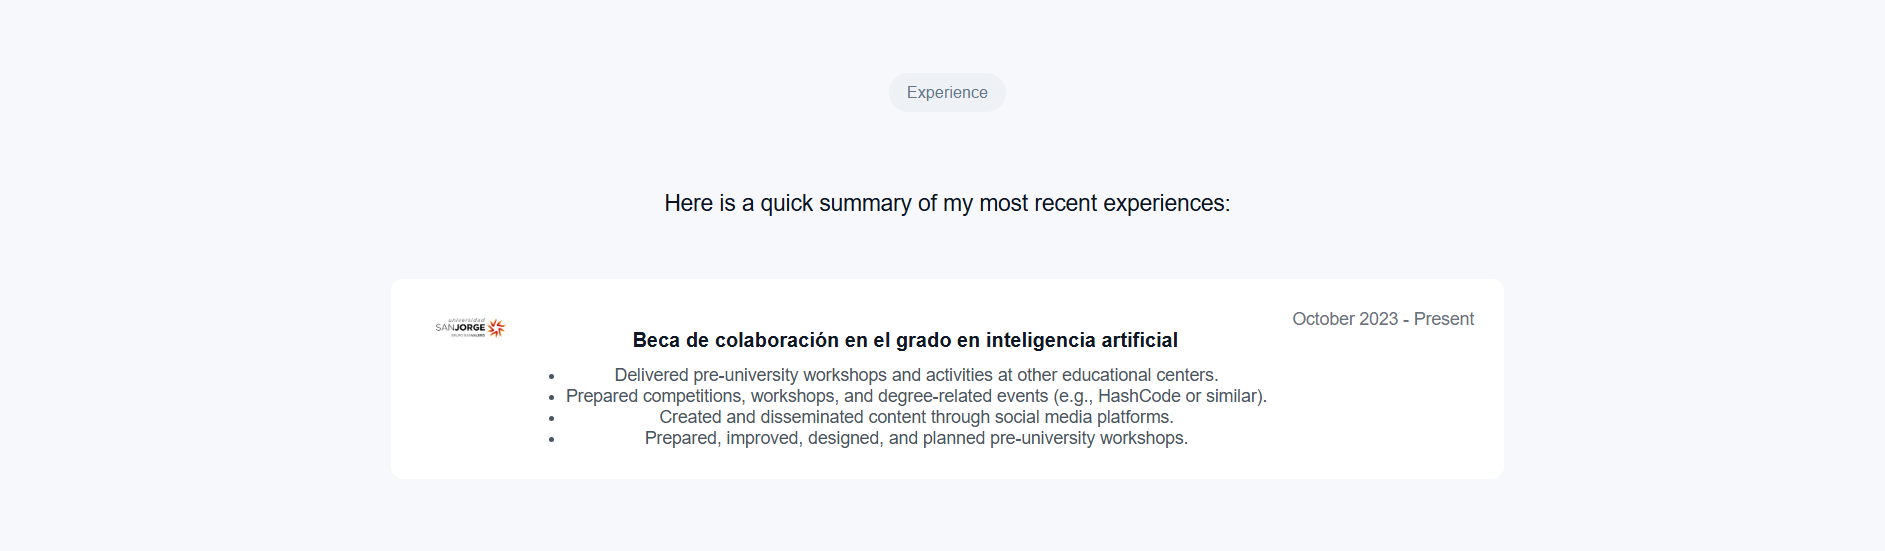 Experience
Here is a quick summary of my most recent experiences:
universidad
SANJORGE
GRUPO SANVALERO
October 2023 - Present
Beca de colaboración en el grado en inteligencia artificial
Delivered pre-university workshops and activities at other educational centers.
Prepared competitions, workshops, and degree-related events (e.g., HashCode or similar).
Created and disseminated content through social media platforms.
Prepared, improved, designed, and planned pre-university workshops.